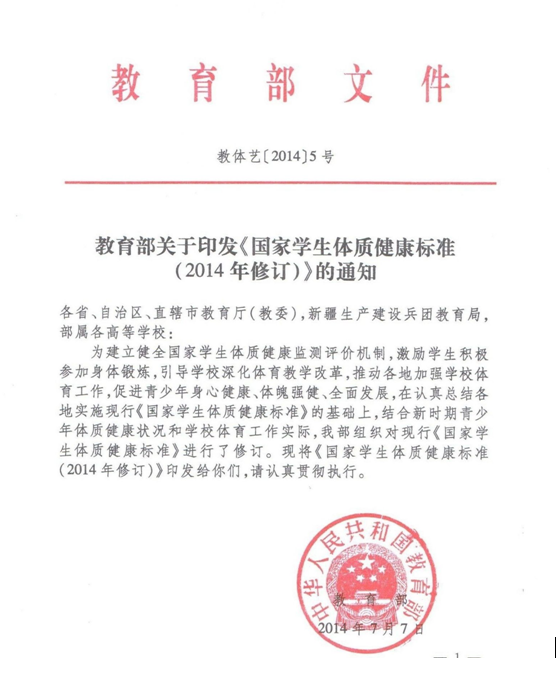 教育部文件
教体艺〔2014〕5号
教育部关于印发《国家学生体质健康标准
(2014年修订)》的通知
各省、自治区、直辖市教育厅(教委),新疆生产建设兵团教育局,
部属各高等学校:
为建立健全国家学生体质健康监测评价机制,激励学生积极
参加身体锻炼,引导学校深化体育教学改革,推动各地加强学校体
育工作,促进青少年身心健康、体魄强健、全面发展,在认真总结各
地实施现行《国家学生体质健康标准》的基础上,结合新时期青少
年体质健康状况和学校体育工作实际,我部组织对现行《国家学
生体质健康标准》进行了修订。现将《国家学生体质健康标准
(2014年修订)》印发给你们,请认真贯彻执行。
中华人民共和国教育部
教育部
2014年7月7日
— 1 —